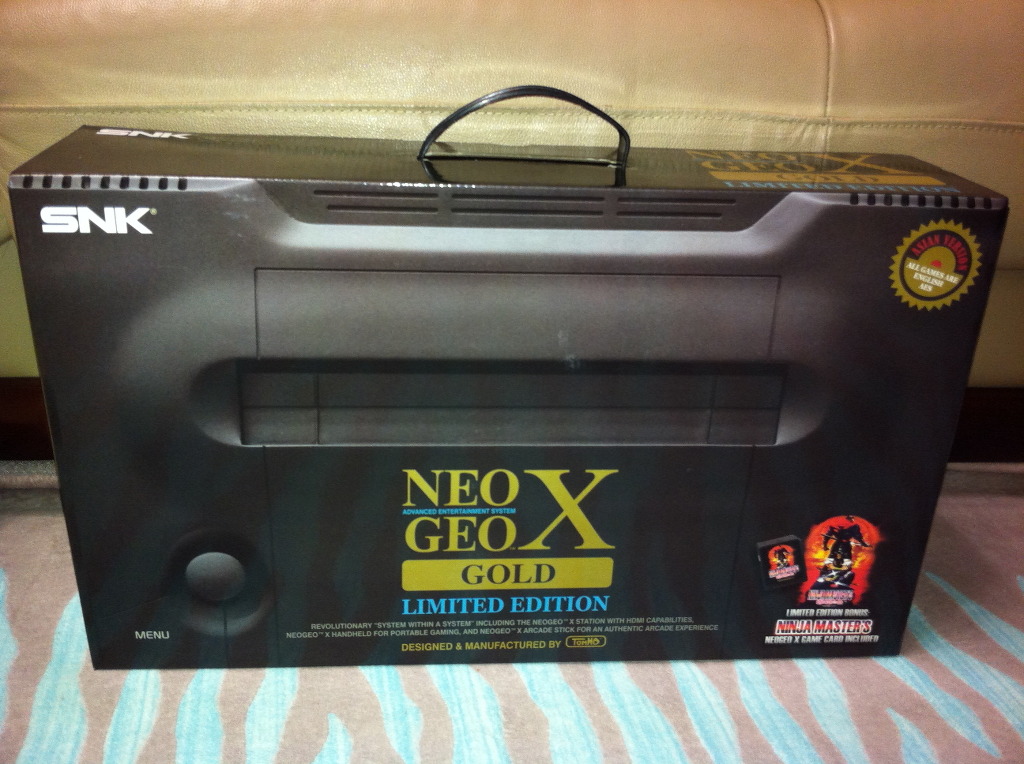 SNK
NEO X
GEO
GOLD
LIMITED EDITION
SNK®
ASIAN VERSION
ALL GAMES ARE
ENGLISH
AES
NEO X
ADVANCED ENTERTAINMENT SYSTEM
GEO™
GOLD
LIMITED EDITION
REVOLUTIONARY "SYSTEM WITHIN A SYSTEM" INCLUDING THE NEOGEO™ X STATION WITH HDMI CAPABILITIES,
NEOGEO™ X HANDHELD FOR PORTABLE GAMING, AND NEOGEO™ X ARCADE STICK FOR AN AUTHENTIC ARCADE EXPERIENCE
DESIGNED & MANUFACTURED BY TOMMO
MENU
LIMITED EDITION BONUS:
NINJA MASTER'S
NEOGEO X GAME CARD INCLUDED